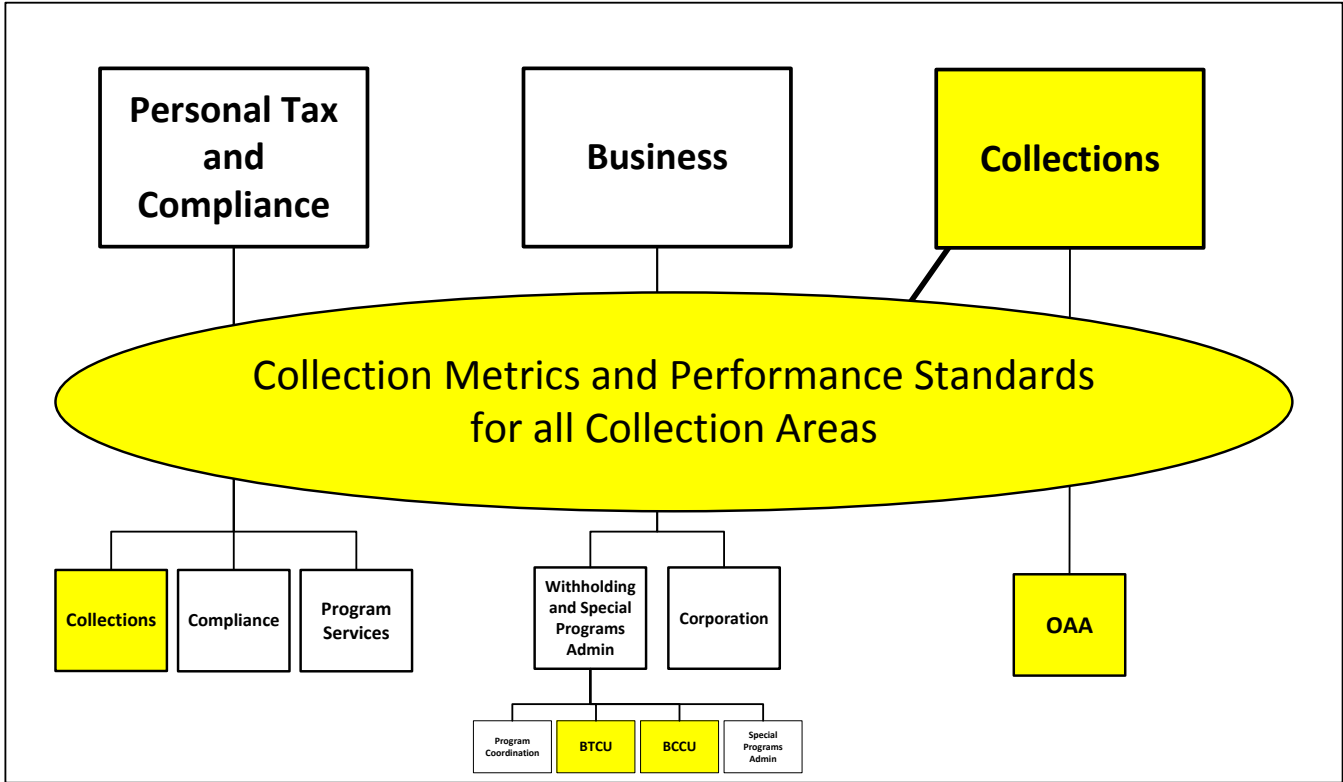 Personal Tax
and
Compliance
Business
Collections
Collection Metrics and Performance Standards
for all Collection Areas
Collections
Compliance
Program
Services
Withholding
and Special
Programs
Admin
Corporation
OAA
Program
Coordination
BTCU
BCCU
Special
Programs
Admin